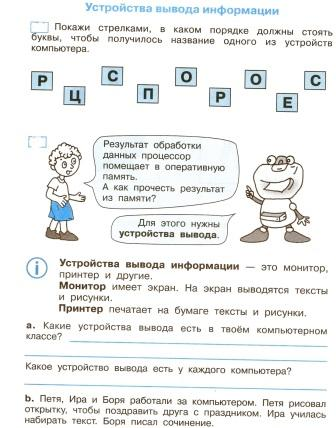 Устройства вывода информации
Покажи стрелками, в каком порядке должны стоять
буквы, чтобы получилось название одного из устройств
компьютера.
Р Ц С П О Р О Е С
Результат обработки
данных процессор
помещает в оперативную
память.
А как прочесть результат
из памяти?
Для этого нужны
устройства вывода.
i
Устройства вывода информации — это монитор,
принтер и другие.
Монитор имеет экран. На экран выводятся тексты
и рисунки.
Принтер печатает на бумаге тексты и рисунки.
a. Какие устройства вывода есть в твоём компьютерном
классе?
Какое устройство вывода есть у каждого компьютера?
b. Петя, Ира и Боря работали за компьютером. Петя рисовал
открытку, чтобы поздравить друга с праздником. Ира училась
набирать текст. Боря писал сочинение.